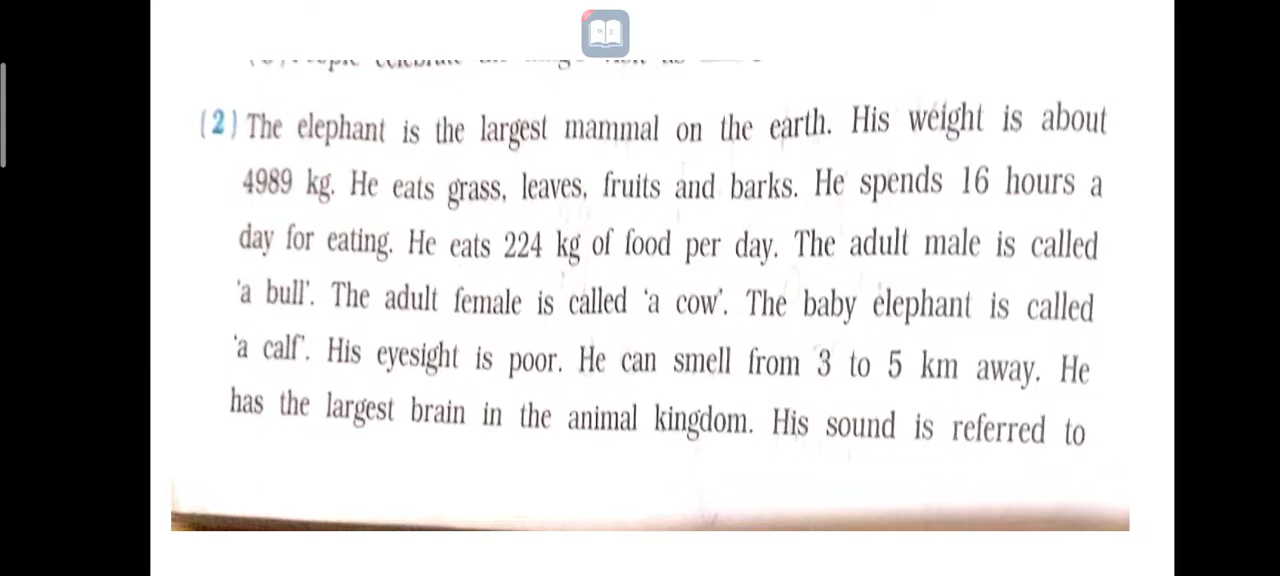 (2) The elephant is the largest mammal on the earth. His weight is about
4989 kg. He eats grass, leaves, fruits and barks. He spends 16 hours a
day for eating. He eats 224 kg of food per day. The adult male is called
'a bull'. The adult female is called 'a cow'. The baby elephant is called
'a calf'. His eyesight is poor. He can smell from 3 to 5 km away. He
has the largest brain in the animal kingdom. His sound is referred to